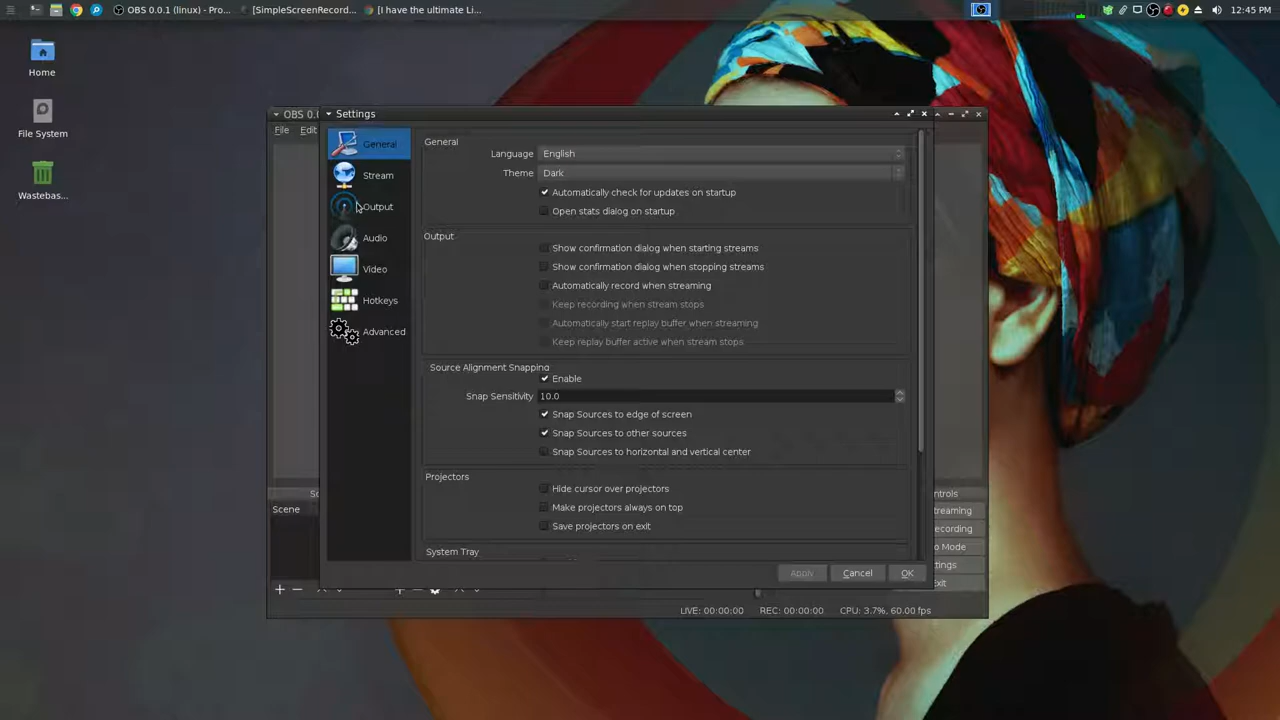 OBS 0.0.1 (linux) - Pro...
[SimpleScreenRecord...
[I have the ultimate Li...
12:45 PM
Home
File System
Wastebas...
OBS 0.0
Settings
File
Edit
General
Stream
Output
Audio
Video
Hotkeys
Advanced
General
Language
English
Theme
Dark
Automatically check for updates on startup
Open stats dialog on startup
Output
Show confirmation dialog when starting streams
Show confirmation dialog when stopping streams
Automatically record when streaming
Keep recording when stream stops
Automatically start replay buffer when streaming
Keep replay buffer active when stream stops
Source Alignment Snapping
Enable
Snap Sensitivity
10.0
Snap Sources to edge of screen
Snap Sources to other sources
Snap Sources to horizontal and vertical center
Projectors
Hide cursor over projectors
Make projectors always on top
Save projectors on exit
System Tray
Apply
Cancel
OK
Sc
Scene
ntrols
treaming
ecording
o Mode
ttings
Exit
LIVE: 00:00:00
REC: 00:00:00
CPU: 3.7%, 60.00 fps